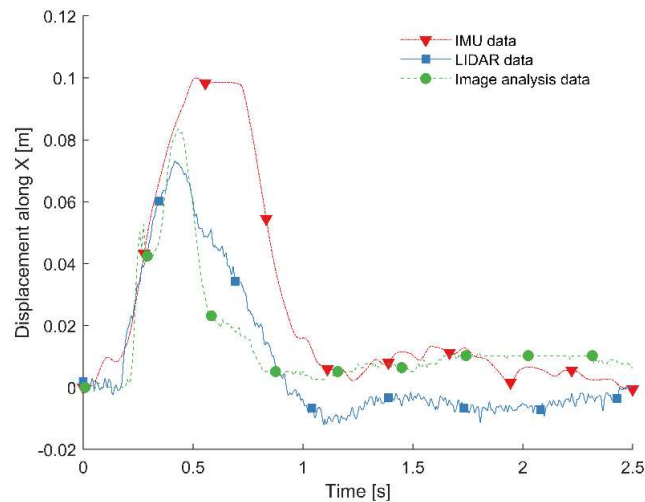 IMU data
LIDAR data
Image analysis data
0.12
0.1
0.08
0.06
0.04
0.02
0
-0.02
Displacement along X [m]
0
0.5
1
1.5
2
2.5
Time [s]